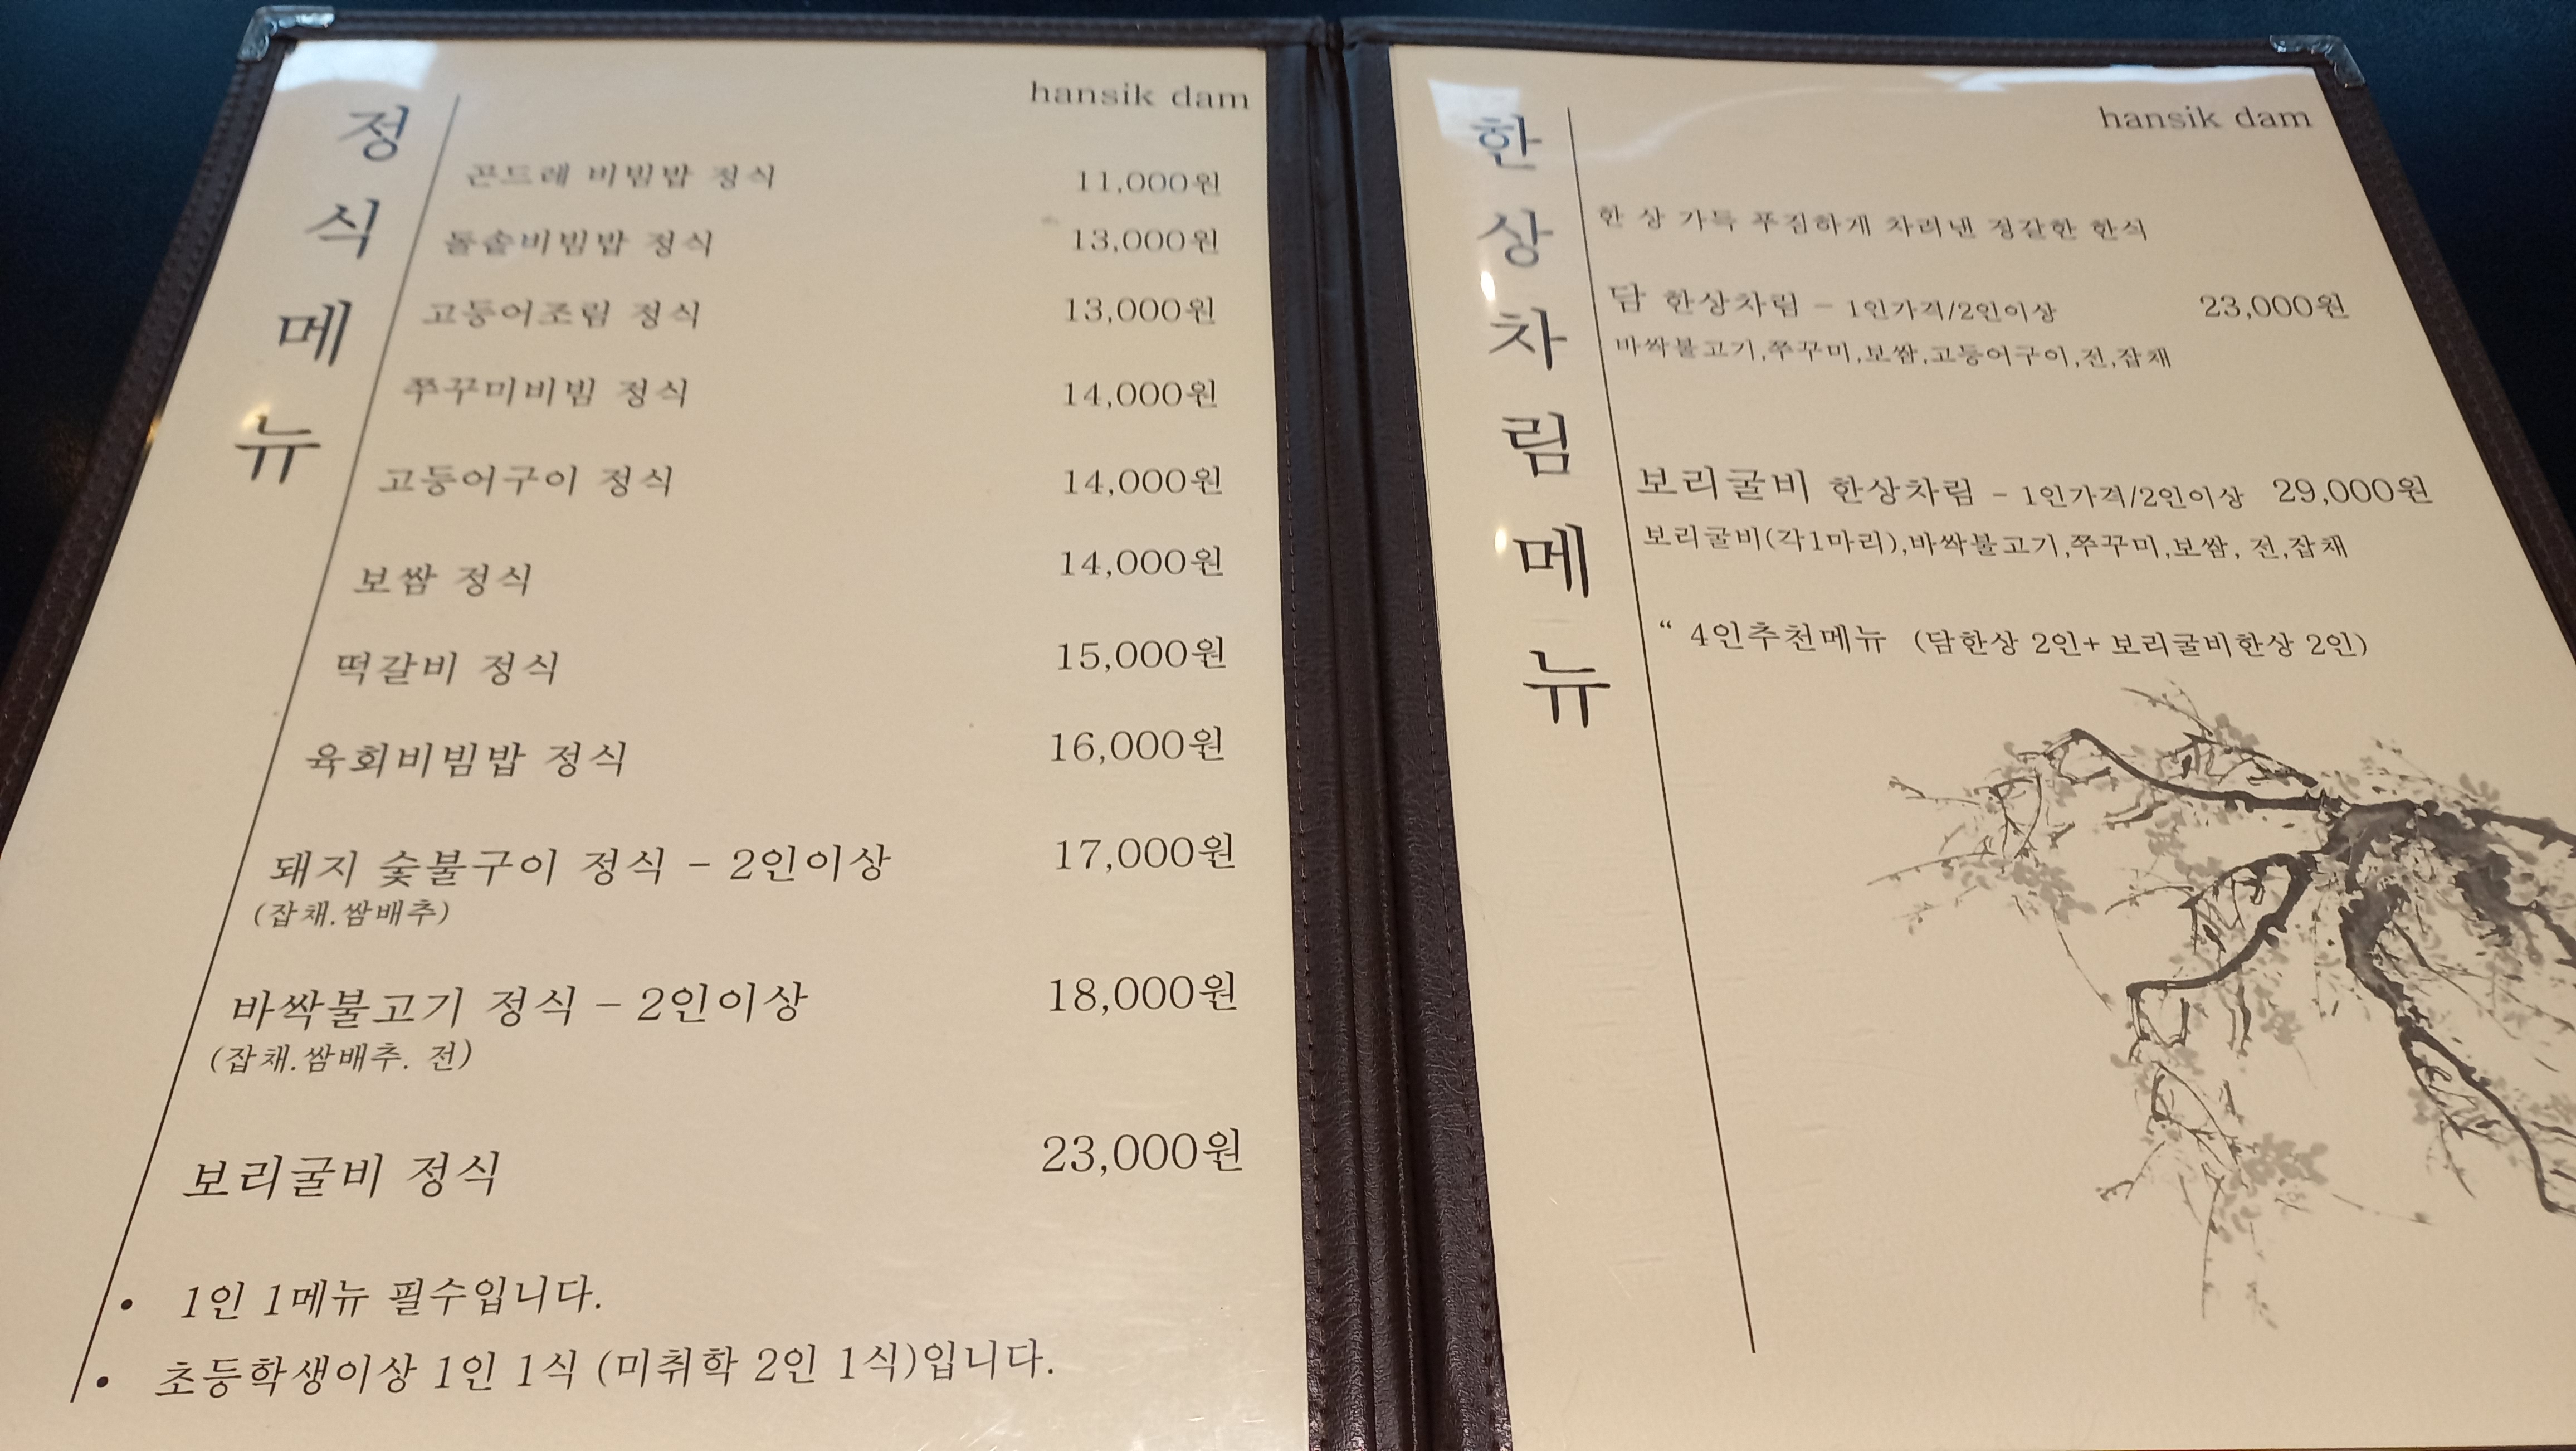 hansik dam
정식메뉴
곤드레 비빔밥 정식 11,000원
돌솥비빔밥 정식 13,000원
고등어조림 정식 13,000원
쭈꾸미비빔 정식 14,000원
고등어구이 정식 14,000원
보쌈 정식 14,000원
떡갈비 정식 15,000원
육회비빔밥 정식 16,000원
돼지 숯불구이 정식 - 2인이상 17,000원
(잡채.쌈배추)
바싹불고기 정식 - 2인이상 18,000원
(잡채.쌈배추. 전)
보리굴비 정식 23,000원
• 1인 1메뉴 필수입니다.
• 초등학생이상 1인 1식 (미취학 2인 1식)입니다.
hansik dam
한상차림메뉴
한 상 가득 푸짐하게 차려낸 정갈한 한식
담 한상차림 - 1인가격/2인이상 23,000원
바싹불고기,쭈꾸미,보쌈,고등어구이,전,잡채
보리굴비 한상차림 - 1인가격/2인이상 29,000원
보리굴비(각1마리),바싹불고기,쭈꾸미,보쌈, 전,잡채
“ 4인추천메뉴 (담한상 2인+ 보리굴비한상 2인)